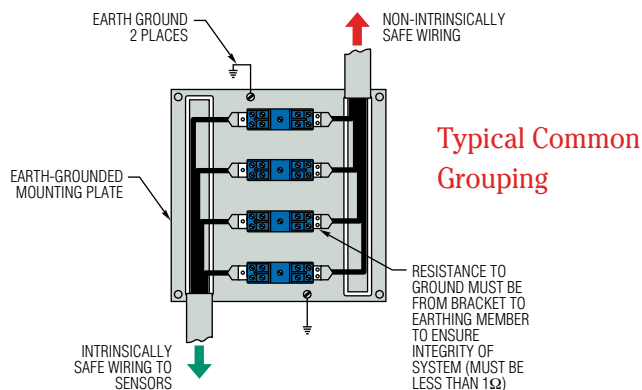 EARTH GROUND
2 PLACES
NON-INTRINSICALLY
SAFE WIRING
Typical Common
Grouping
EARTH-GROUNDED
MOUNTING PLATE
RESISTANCE TO
GROUND MUST BE
FROM BRACKET TO
EARTHING MEMBER
TO ENSURE
INTEGRITY OF
SYSTEM (MUST BE
LESS THAN 1Ω)
INTRINSICALLY
SAFE WIRING TO
SENSORS